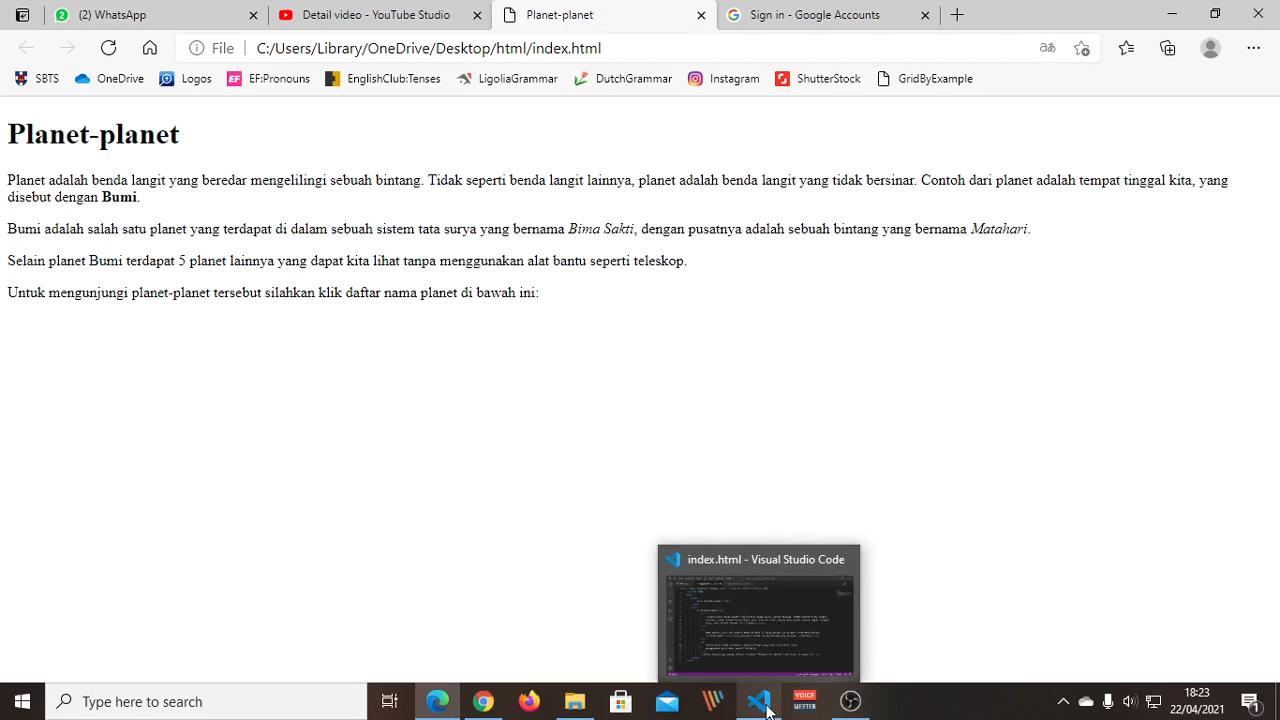 (2) WhatsApp
Your videos - YouTube Studio
Planet-planet
Sign in - Google Accounts
File
C:/Users/Library/OneDrive/Desktop/html/index.html
SBTS
OneDrive
Logos
EF EF:Pronouns
EnglishClub:Tenses
LigoliaGrammar
DutchGrammar
Instagram
ShutterStock
GridByExample
Planet-planet
Planet adalah benda langit yang beredar mengelilingi sebuah bintang. Tidak seperti benda langit lainnya, planet adalah benda langit yang tidak bersinar. Contoh dari planet adalah tempat tinggal kita, yang
disebut dengan Bumi.
Bumi adalah salah satu planet yang terdapat di dalam sebuah sistem tata surya yang bernama Bima Sakti, dengan pusatnya adalah sebuah bintang yang bernama Matahari.
Selain planet Bumi terdapat 5 planet lainnya yang dapat kita lihat tanpa menggunakan alat bantu seperti teleskop.
Untuk mengunjungi planet-planet tersebut silahkan klik daftar nama planet di bawah ini:
index.html - Visual Studio Code
Type here to search
VOICE
MEETER
22/04/2021